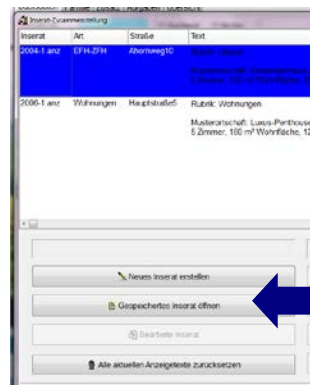 Inserat-Zusammenstellung
Inserat Art Straße Text
2004-1.anz EFH-ZFH Ahornweg10
2006-1.anz Wohnungen Hauptstraße5 Rubrik: Wohnungen
Musterortschaft: Luxus-Penthouse
5 Zimmer, 180 m² Wohnfläche, 12
Neues Inserat erstellen
Gespeichertes Inserat öffnen
Bearbeite Inserat
Alle aktuellen Anzeigetexte zurücksetzen